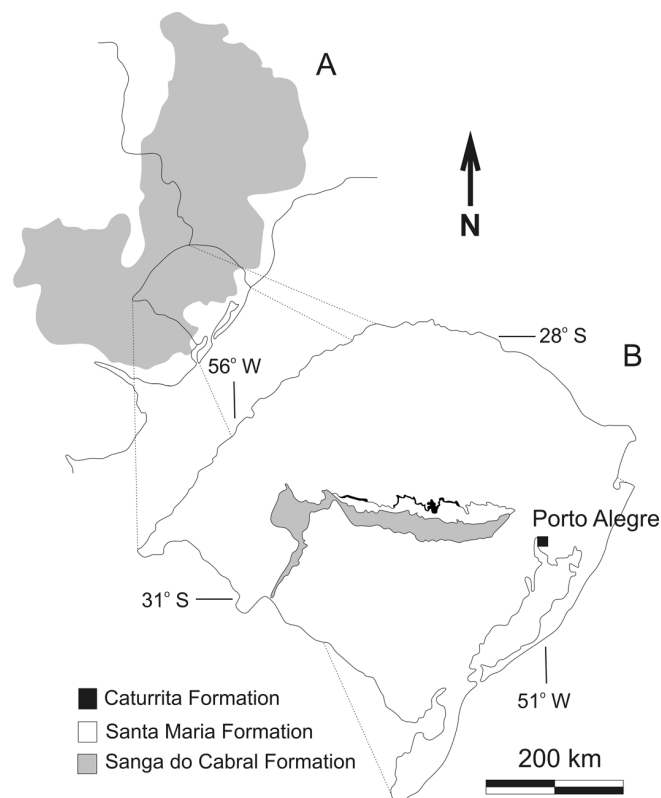 A
N
28° S
B
56° W
Porto Alegre
31° S
51° W
Caturrita Formation
Santa Maria Formation
Sanga do Cabral Formation
200 km